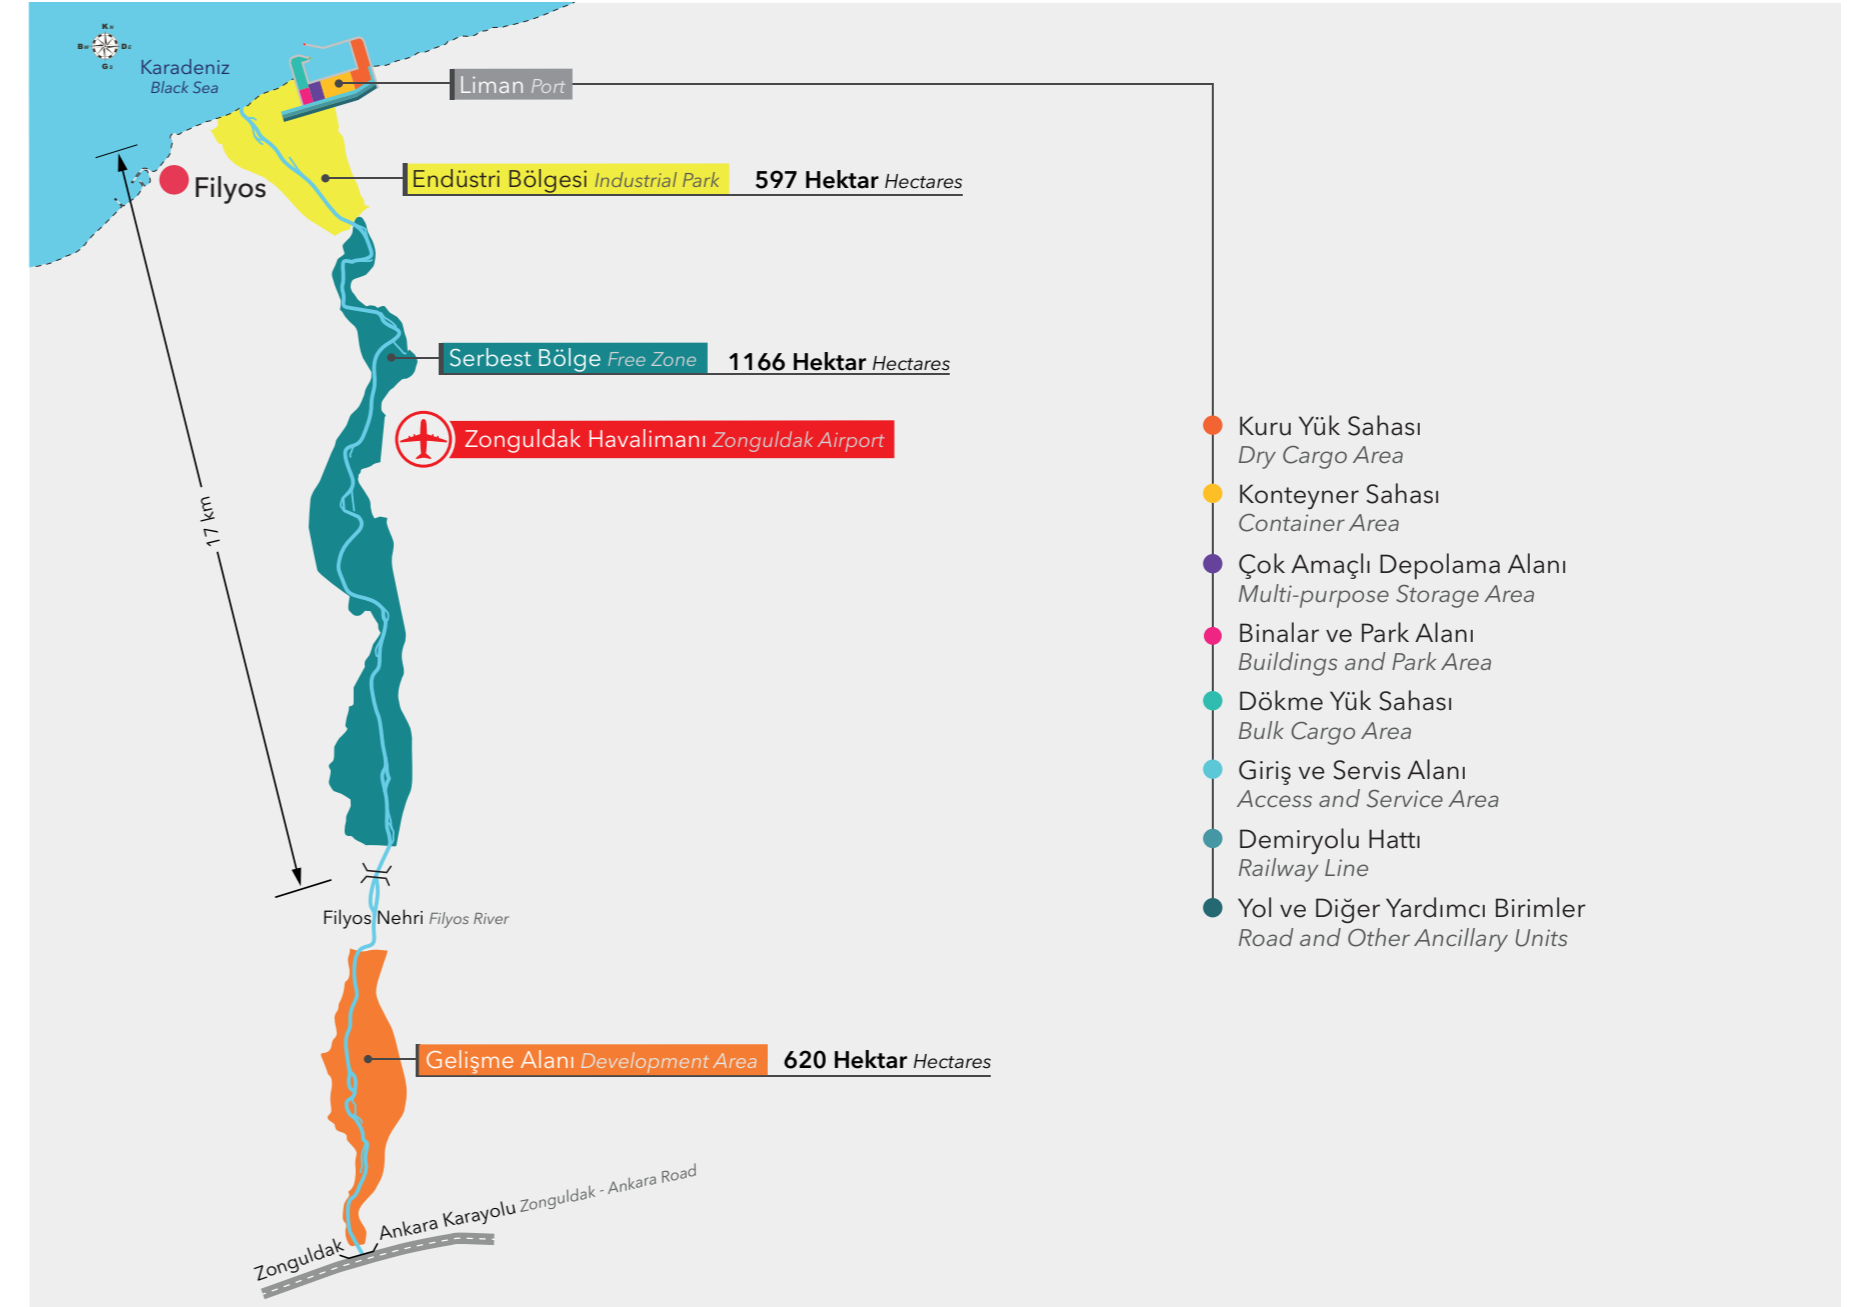 K N
B W
D E
G S
Karadeniz
Black Sea
Liman Port
Filyos
Endüstri Bölgesi Industrial Park 597 Hektar Hectares
Serbest Bölge Free Zone 1166 Hektar Hectares
Zonguldak Havalimanı Zonguldak Airport
17 km
Filyos Nehri Filyos River
Gelişme Alanı Development Area 620 Hektar Hectares
Zonguldak Ankara Karayolu Zonguldak - Ankara Road
Kuru Yük Sahası
Dry Cargo Area
Konteyner Sahası
Container Area
Çok Amaçlı Depolama Alanı
Multi-purpose Storage Area
Binalar ve Park Alanı
Buildings and Park Area
Dökme Yük Sahası
Bulk Cargo Area
Giriş ve Servis Alanı
Access and Service Area
Demiryolu Hattı
Railway Line
Yol ve Diğer Yardımcı Birimler
Road and Other Ancillary Units